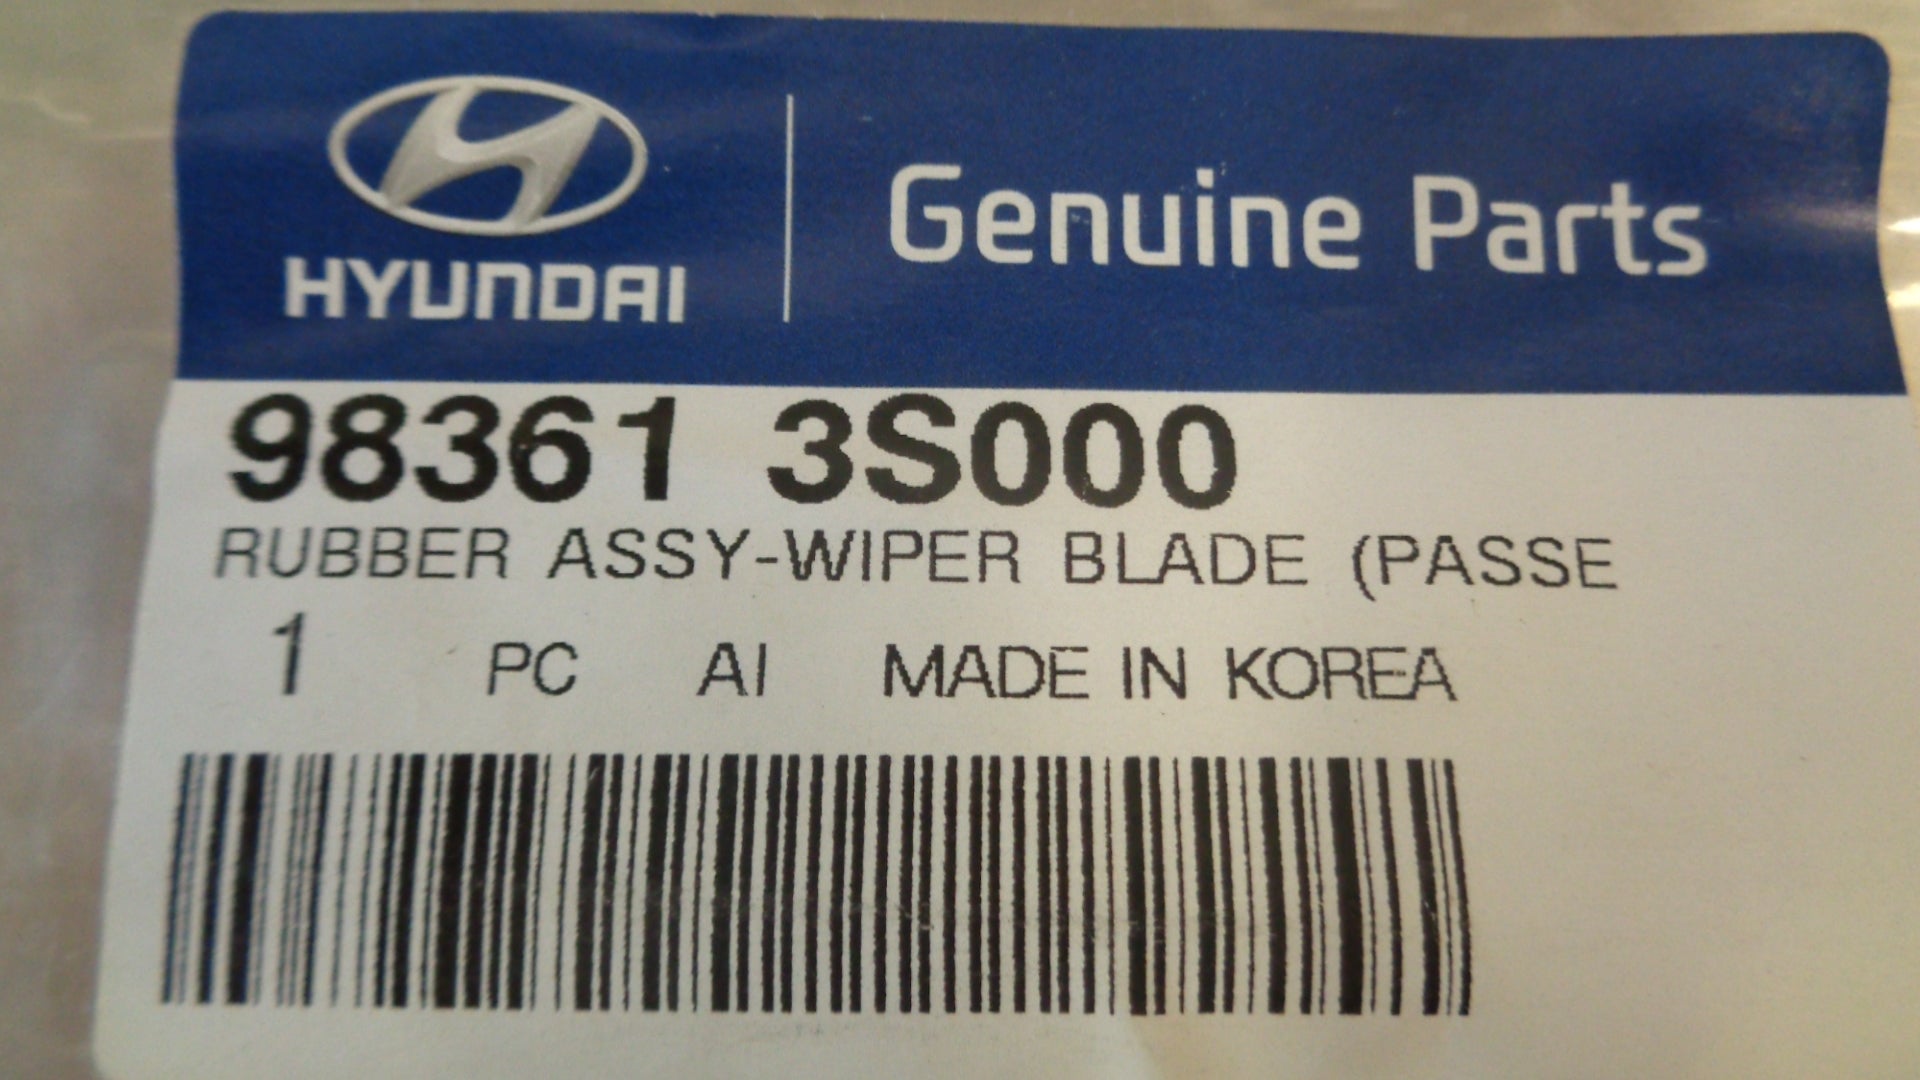 HYUNDAI
Genuine Parts
98361 3S000
RUBBER ASSY-WIPER BLADE (PASSE
1 PC AI MADE IN KOREA